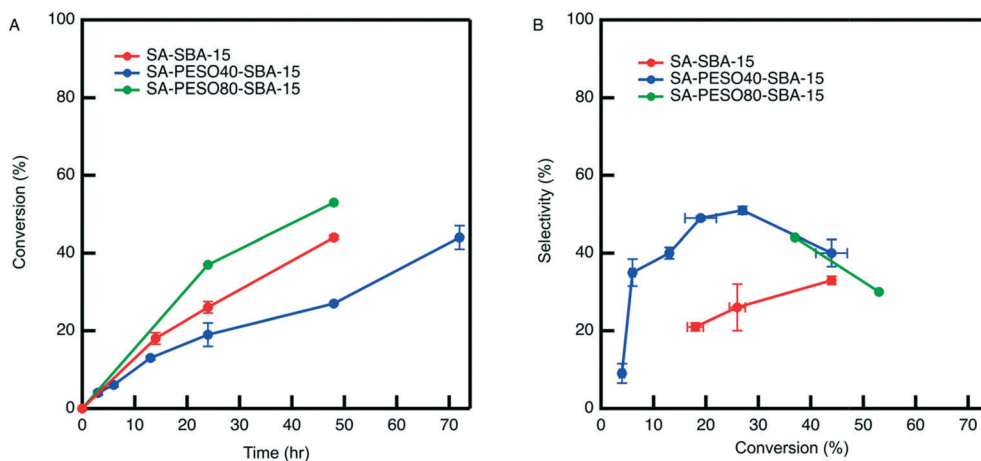 A
SA-SBA-15
SA-PESO40-SBA-15
SA-PESO80-SBA-15
100
80
60
40
20
0
0 10 20 30 40 50 60 70
Conversion (%)
Time (hr)
B
SA-SBA-15
SA-PESO40-SBA-15
SA-PESO80-SBA-15
100
80
60
40
20
0
0 10 20 30 40 50 60 70
Selectivity (%)
Conversion (%)